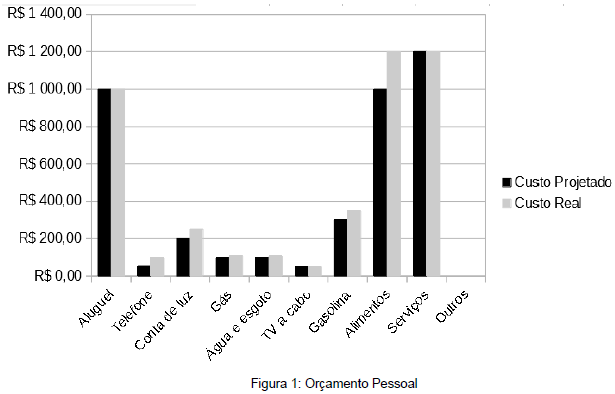 R$ 1 400,00
R$ 1 200,00
R$ 1 000,00
R$ 800,00
R$ 600,00
R$ 400,00
R$ 200,00
R$ 0,00
Aluguel
Telefone
Conta de luz
Gás
Água e esgoto
TV a cabo
Gasolina
Alimentos
Serviços
Outros
Custo Projetado
Custo Real
Figura 1: Orçamento Pessoal